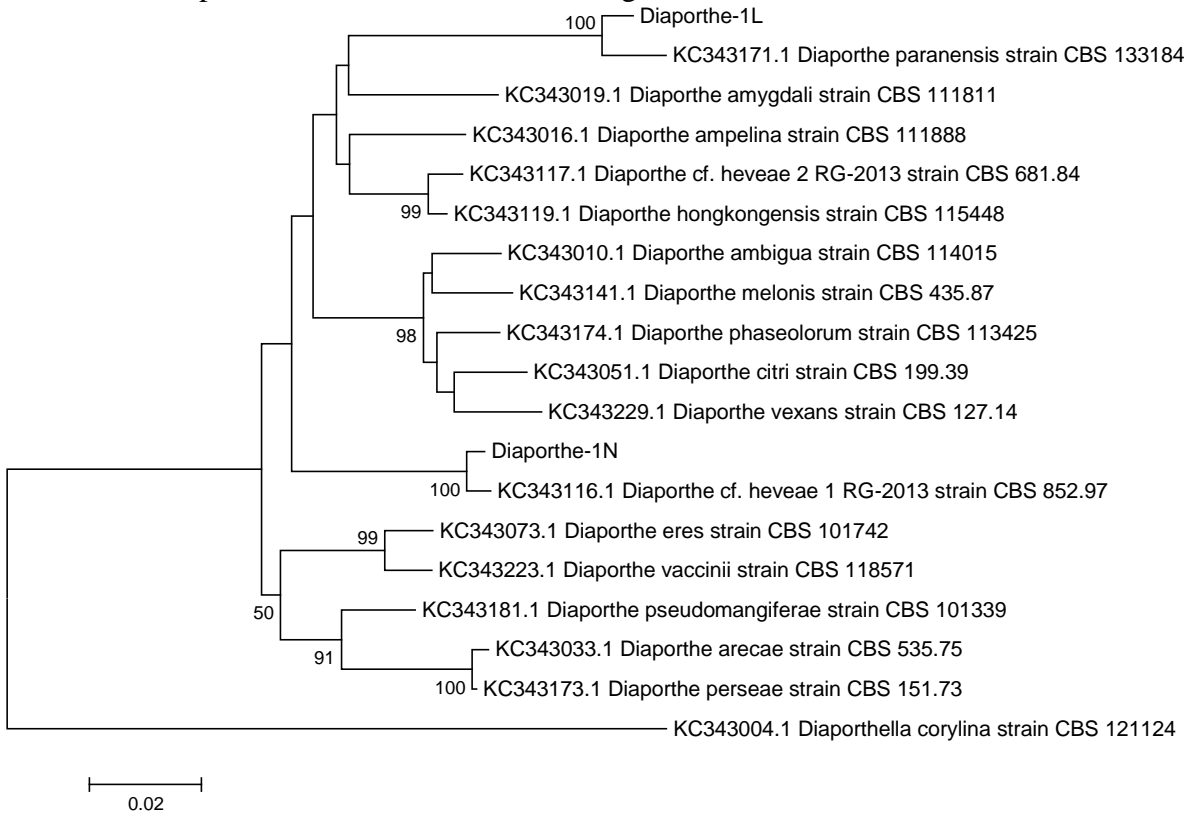 Diaporthe-1L
100
KC343171.1 Diaporthe paranensis strain CBS 133184
KC343019.1 Diaporthe amygdali strain CBS 111811
KC343016.1 Diaporthe ampelina strain CBS 111888
KC343117.1 Diaporthe cf. heveae 2 RG-2013 strain CBS 681.84
99
KC343119.1 Diaporthe hongkongensis strain CBS 115448
KC343010.1 Diaporthe ambigua strain CBS 114015
KC343141.1 Diaporthe melonis strain CBS 435.87
98
KC343174.1 Diaporthe phaseolorum strain CBS 113425
KC343051.1 Diaporthe citri strain CBS 199.39
KC343229.1 Diaporthe vexans strain CBS 127.14
Diaporthe-1N
100
KC343116.1 Diaporthe cf. heveae 1 RG-2013 strain CBS 852.97
KC343073.1 Diaporthe eres strain CBS 101742
99
KC343223.1 Diaporthe vaccinii strain CBS 118571
50
KC343181.1 Diaporthe pseudomangiferae strain CBS 101339
91
KC343033.1 Diaporthe arecae strain CBS 535.75
100
KC343173.1 Diaporthe perseae strain CBS 151.73
KC343004.1 Diaporthella corylina strain CBS 121124
0.02